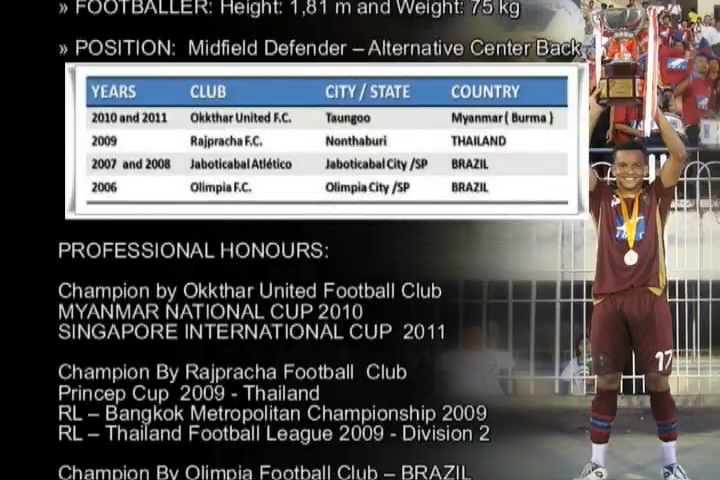 » FOOTBALLER: Height: 1,81 m and Weight: 75 kg
» POSITION: Midfield Defender – Alternative Center Back
YEARS CLUB CITY / STATE COUNTRY
2010 and 2011 Okkthar United F.C. Taungoo Myanmar ( Burma )
2009 Rajpracha F.C. Nonthaburi THAILAND
2007 and 2008 Jaboticabal Atlético Jaboticabal City /SP BRAZIL
2006 Olimpia F.C. Olimpia City /SP BRAZIL
PROFESSIONAL HONOURS:
Champion by Okkthar United Football Club
MYANMAR NATIONAL CUP 2010
SINGAPORE INTERNATIONAL CUP 2011
Champion By Rajpracha Football Club
Princep Cup 2009 - Thailand
RL – Bangkok Metropolitan Championship 2009
RL – Thailand Football League 2009 - Division 2
Champion By Olimpia Football Club – BRAZIL
17